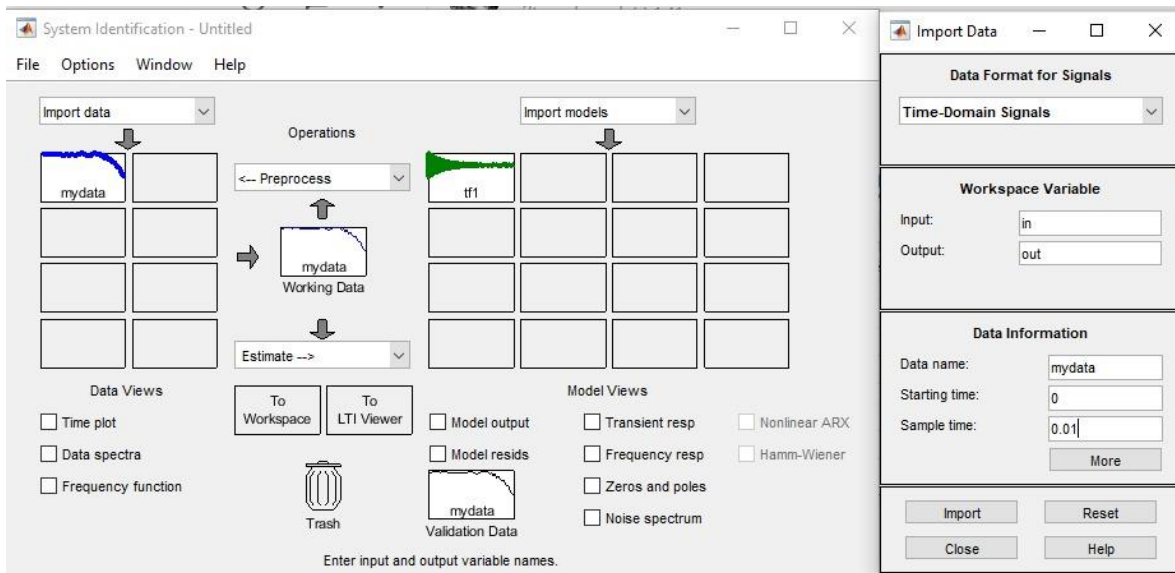 System Identification - Untitled
File Options Window Help
Import data
Operations
Import models
mydata
<-- Preprocess
tf1
mydata
Working Data
Estimate -->
Data Views
To
Workspace
To
LTI Viewer
Model Views
Time plot
Data spectra
Frequency function
Trash
Model output
Model resids
mydata
Validation Data
Transient resp
Frequency resp
Zeros and poles
Noise spectrum
Nonlinear ARX
Hamm-Wiener
Enter input and output variable names.
Import Data
Data Format for Signals
Time-Domain Signals
Workspace Variable
Input: in
Output: out
Data Information
Data name: mydata
Starting time: 0
Sample time: 0.01
More
Import Reset
Close Help